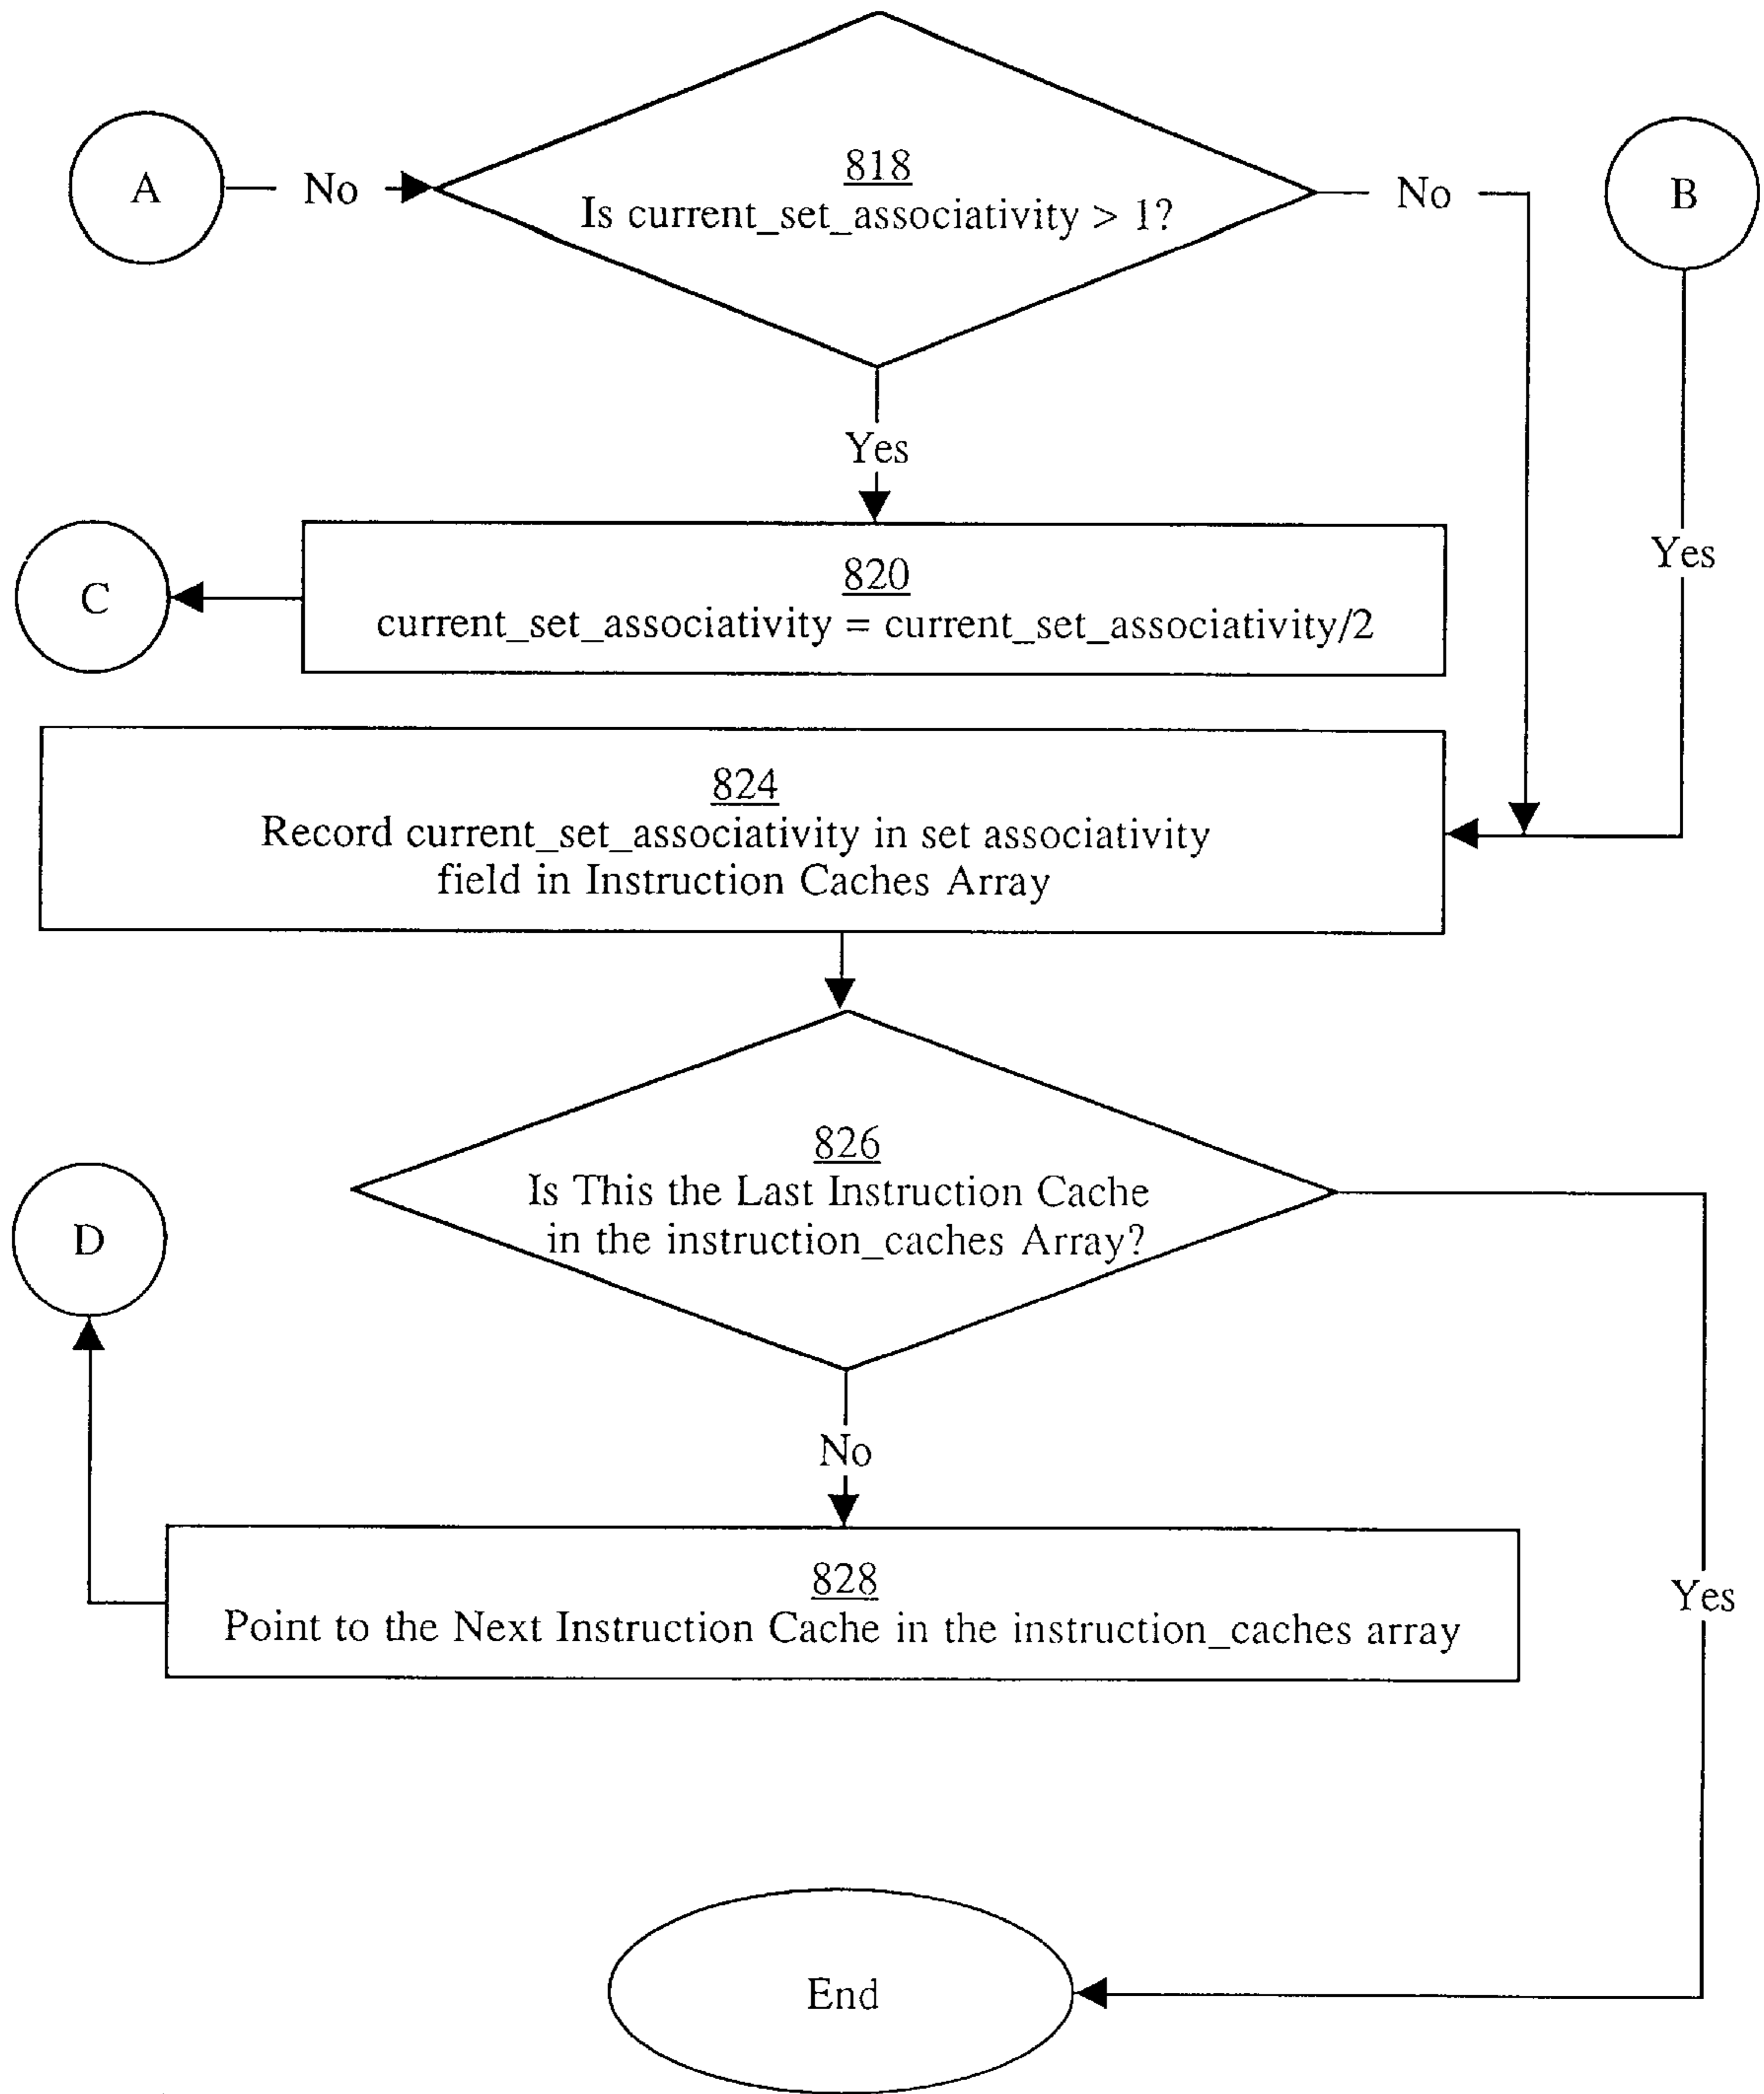 A
No
818
Is current_set_associativity > 1?
No
B
Yes
Yes
C
820
current_set_associativity = current_set_associativity/2
824
Record current_set_associativity in set associativity
field in Instruction Caches Array
826
Is This the Last Instruction Cache
in the instruction_caches Array?
D
No
828
Point to the Next Instruction Cache in the instruction_caches array
Yes
End